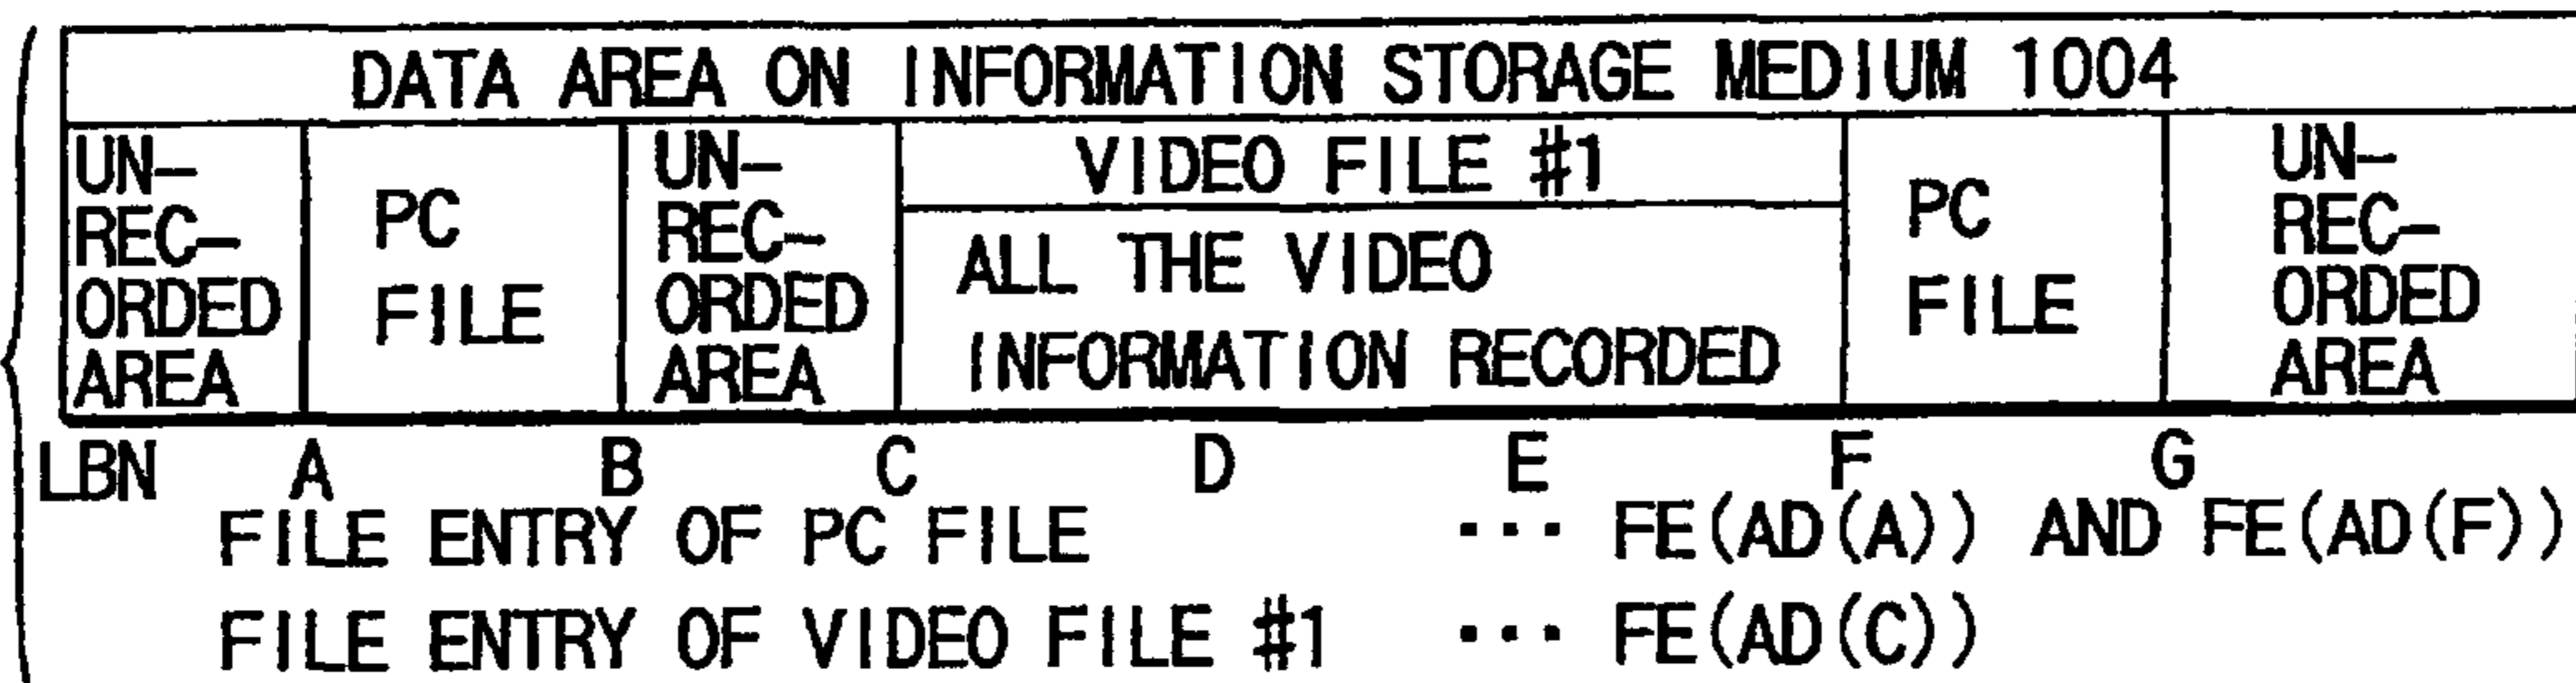 DATA AREA ON INFORMATION STORAGE MEDIUM 1004
UN-
REC-
ORDED
AREA
PC
FILE
UN-
REC-
ORDED
AREA
VIDEO FILE #1
ALL THE VIDEO
INFORMATION RECORDED
PC
FILE
UN-
REC-
ORDED
AREA
LBN A B C D E F G
FILE ENTRY OF PC FILE ··· FE(AD(A)) AND FE(AD(F))
FILE ENTRY OF VIDEO FILE #1 ··· FE(AD(C))